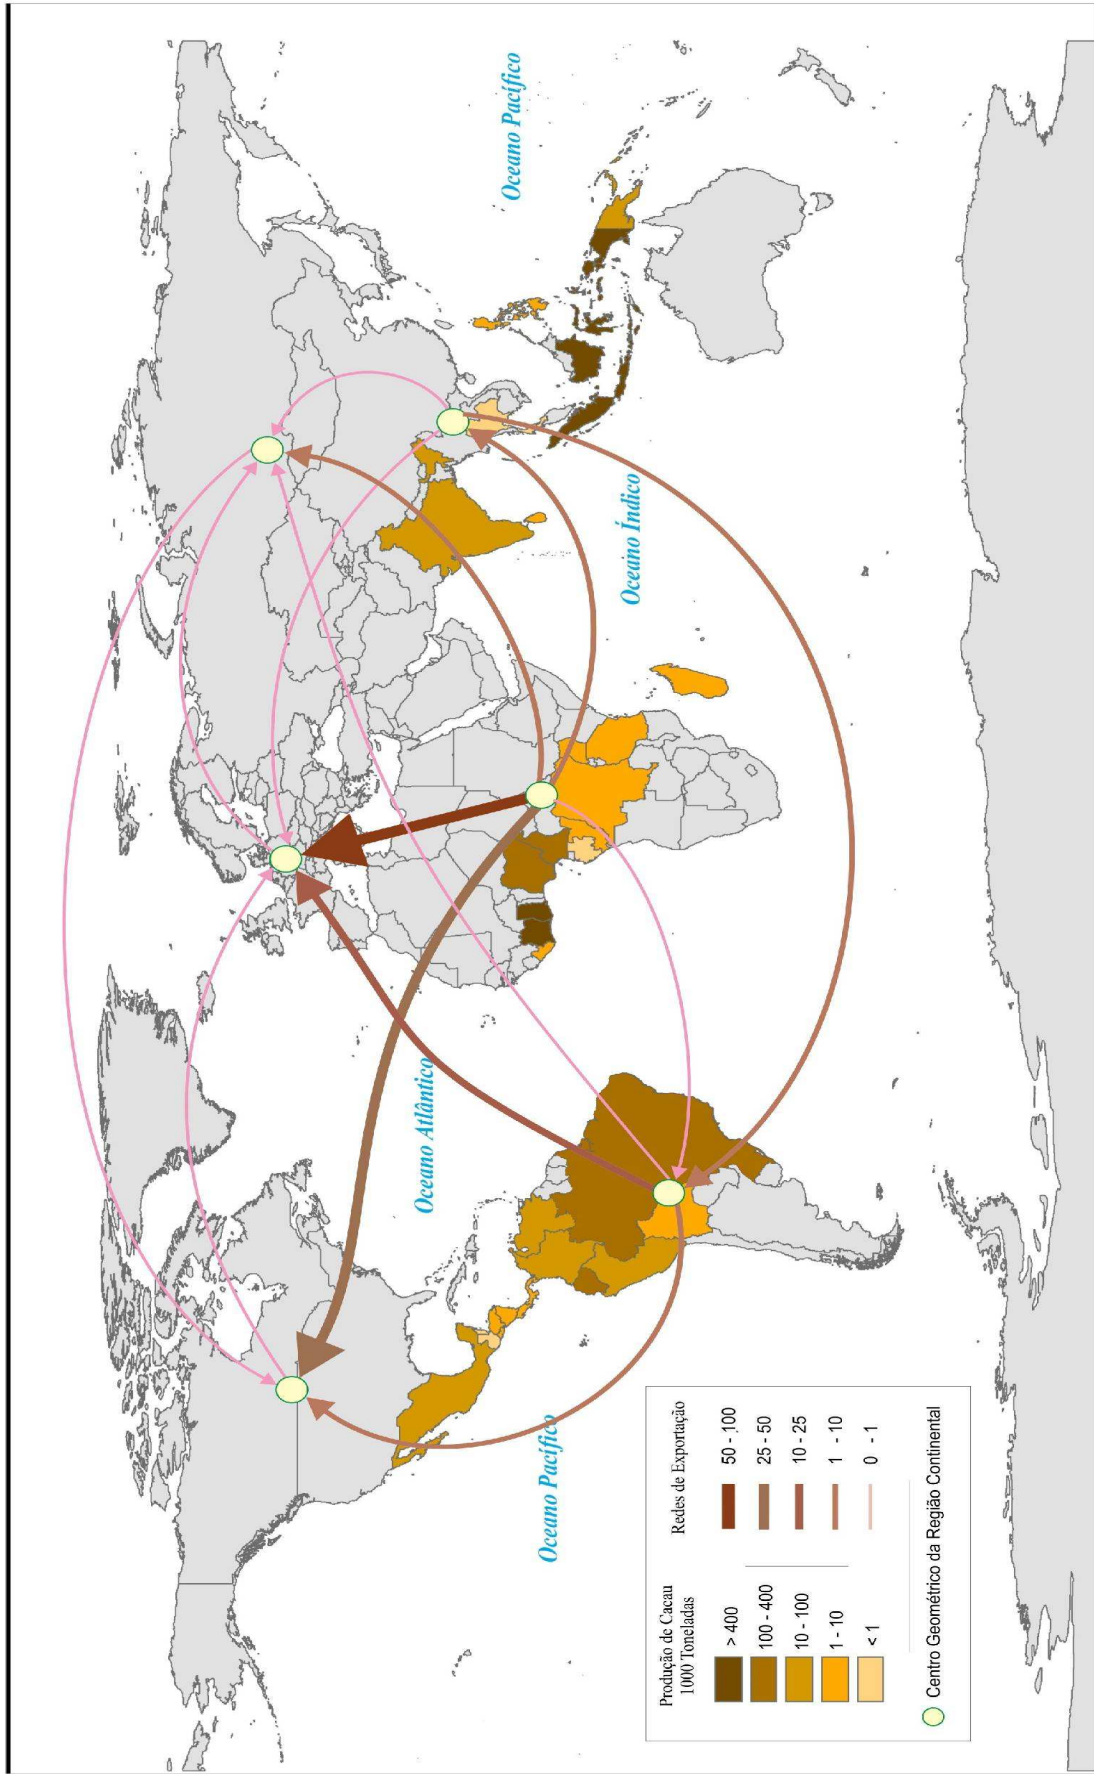 Oceano Pacífico
Oceano Atlântico
Oceano Índico
Oceano Pacífico
Produção de Cacau
1000 Toneladas
> 400
100 - 400
10 - 100
1 - 10
< 1
Redes de Exportação
50 - 100
25 - 50
10 - 25
1 - 10
0 - 1
Centro Geométrico da Região Continental